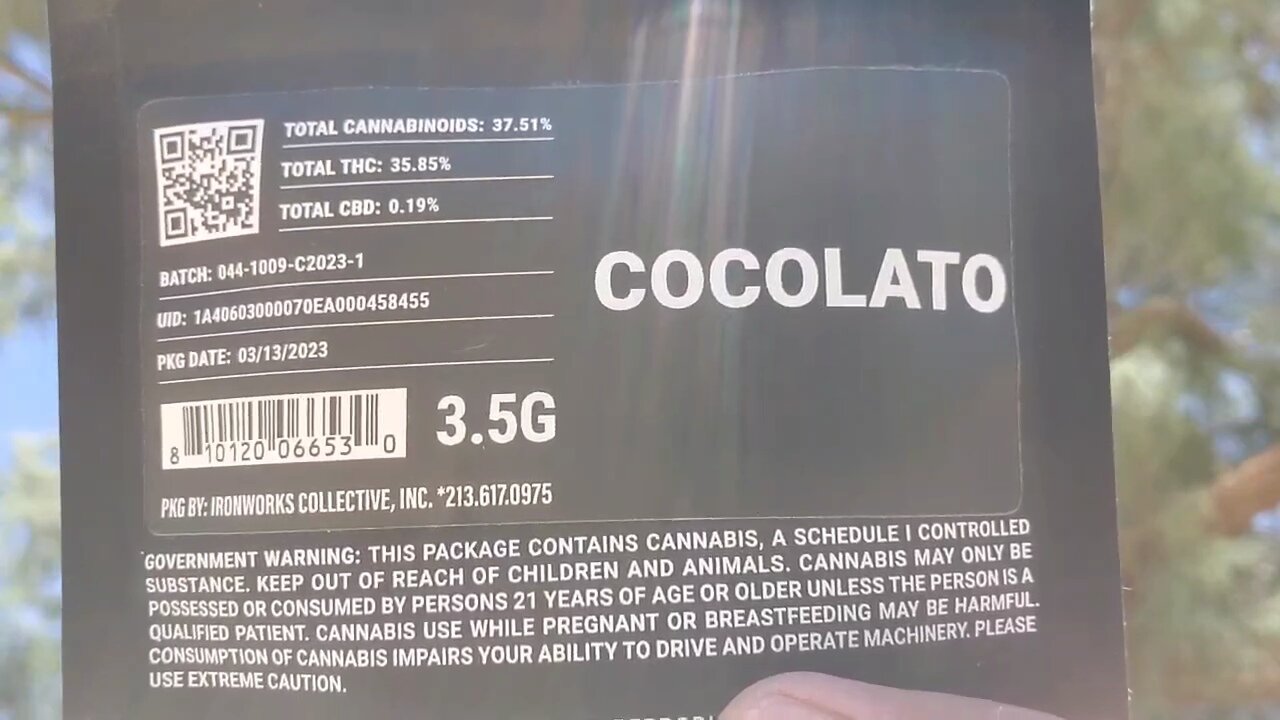 TOTAL CANNABINOIDS: 37.51%
TOTAL THC: 35.85%
TOTAL CBD: 0.19%
BATCH: 044-1009-C2023-1
UID: 1A40603000070EA000458455
PKG DATE: 03/13/2023
8 10120 06653 0
3.5G
PKG BY: IRONWORKS COLLECTIVE, INC. *213.617.0975
COCOLATO
GOVERNMENT WARNING: THIS PACKAGE CONTAINS CANNABIS, A SCHEDULE I CONTROLLED
SUBSTANCE. KEEP OUT OF REACH OF CHILDREN AND ANIMALS. CANNABIS MAY ONLY BE
POSSESSED OR CONSUMED BY PERSONS 21 YEARS OF AGE OR OLDER UNLESS THE PERSON IS A
QUALIFIED PATIENT. CANNABIS USE WHILE PREGNANT OR BREASTFEEDING MAY BE HARMFUL.
CONSUMPTION OF CANNABIS IMPAIRS YOUR ABILITY TO DRIVE AND OPERATE MACHINERY. PLEASE
USE EXTREME CAUTION.